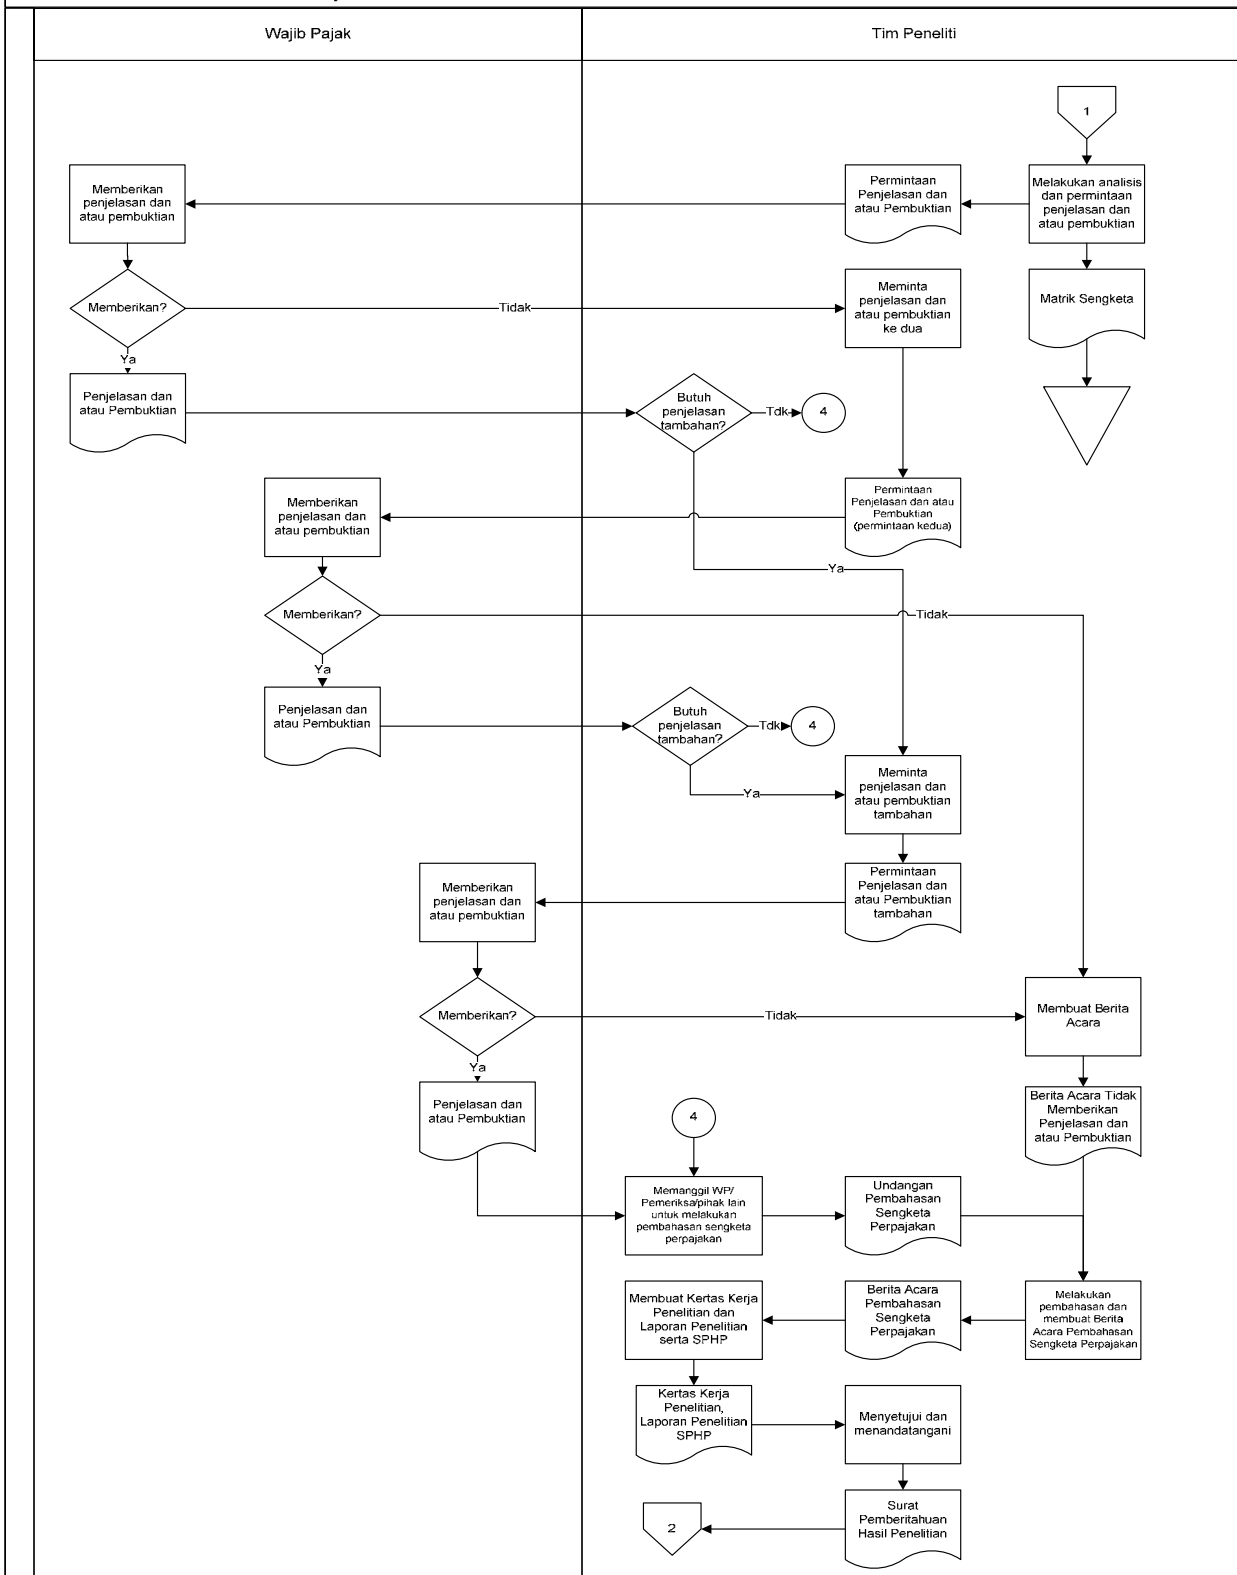 Wajib Pajak
Tim Peneliti
1
Memberikan
penjelasan dan
atau pembuktian
Permintaan
Penjelasan dan
atau Pembuktian
Melakukan analisis
dan permintaan
penjelasan dan
atau pembuktian
Memberikan?
Tidak
Meminta
penjelasan dan
atau pembuktian
ke dua
Matrik Sengketa
Ya
Penjelasan dan
atau Pembuktian
Butuh
penjelasan
tambahan?
Tdk
4
Memberikan
penjelasan dan
atau pembuktian
Permintaan
Penjelasan dan atau
Pembuktian
(permintaan kedua)
Ya
Memberikan?
Tidak
Ya
Penjelasan dan
atau Pembuktian
Butuh
penjelasan
tambahan?
Tdk
4
Ya
Meminta
penjelasan dan
atau pembuktian
tambahan
Memberikan
penjelasan dan
atau pembuktian
Permintaan
Penjelasan dan
atau Pembuktian
tambahan
Memberikan?
Tidak
Membuat Berita
Acara
Ya
Penjelasan dan
atau Pembuktian
4
Berita Acara Tidak
Memberikan
Penjelasan dan
atau Pembuktian
Memanggil WP/
Pemeriksa/pihak lain
untuk melakukan
pembahasan sengketa
perpajakan
Undangan
Pembahasan
Sengketa
Perpajakan
Membuat Kertas Kerja
Penelitian dan
Laporan Penelitian
serta SPHP
Berita Acara
Pembahasan
Sengketa
Perpajakan
Melakukan
pembahasan dan
membuat Berita
Acara Pembahasan
Sengketa Perpajakan
Kertas Kerja
Penelitian,
Laporan Penelitian
SPHP
Menyetujui dan
menandatangani
2
Surat
Pemberitahuan
Hasil Penelitian